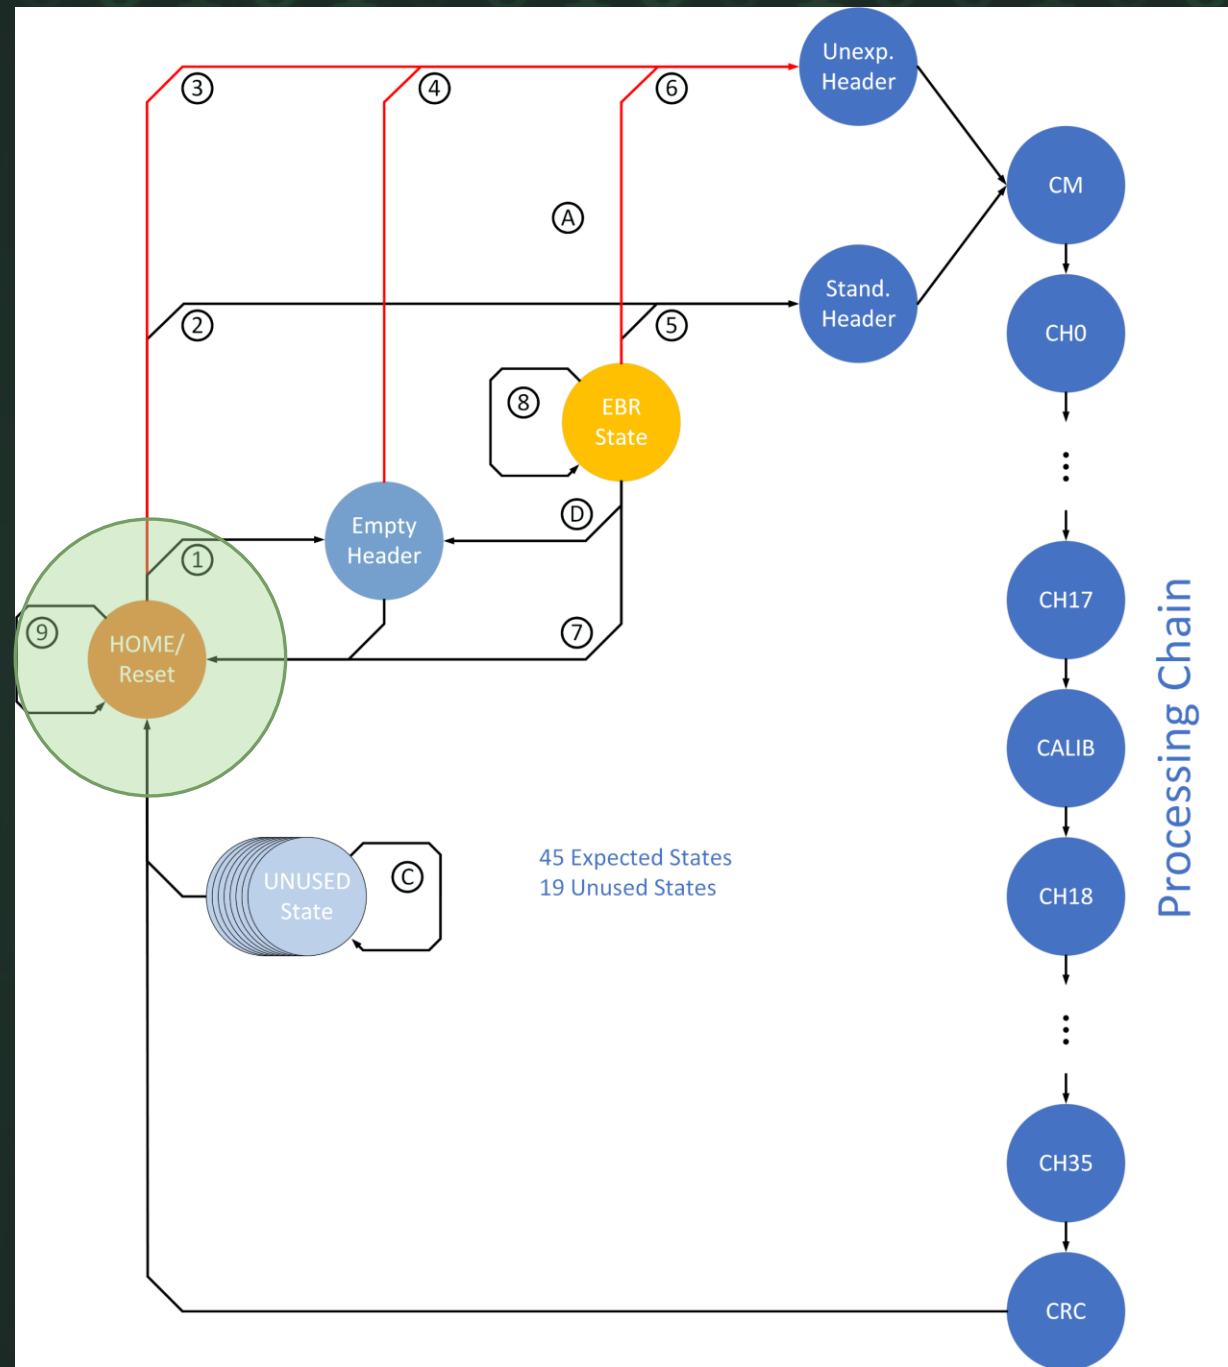 Unexp.
Header
3
4
6
CM
A
Stand.
Header
2
5
CH0
8
EBR
State
Empty
Header
D
1
CH17
9
HOME/
Reset
7
CALIB
Processing Chain
45 Expected States
19 Unused States
UNUSED
State
C
CH18
CH35
CRC